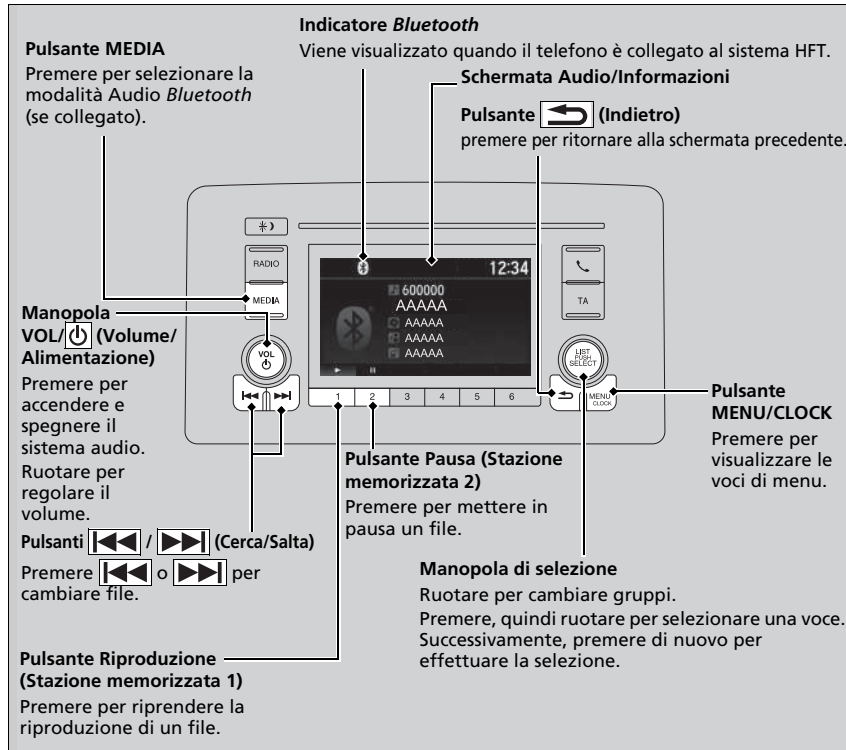 Indicatore Bluetooth
Viene visualizzato quando il telefono è collegato al sistema HFT.
Pulsante MEDIA
Premere per selezionare la
modalità Audio Bluetooth
(se collegato).
Schermata Audio/Informazioni
Pulsante (Indietro)
premere per ritornare alla schermata precedente.
RADIO
MEDIA
12:34
600000
AAAAA
AAAAA
AAAAA
AAAAA
TA
VOL
LIST
PUSH
SELECT
1 2 3 4 5 6
MENU
CLOCK
Manopola
VOL/ (Volume/
Alimentazione)
Premere per
accendere e
spegnere il
sistema audio.
Ruotare per
regolare il
volume.
Pulsanti / (Cerca/Salta)
Premere o per
cambiare file.
Pulsante Riproduzione
(Stazione memorizzata 1)
Premere per riprendere la
riproduzione di un file.
Pulsante Pausa (Stazione
memorizzata 2)
Premere per mettere in
pausa un file.
Manopola di selezione
Ruotare per cambiare gruppi.
Premere, quindi ruotare per selezionare una voce.
Successivamente, premere di nuovo per
effettuare la selezione.
Pulsante
MENU/CLOCK
Premere per
visualizzare le
voci di menu.